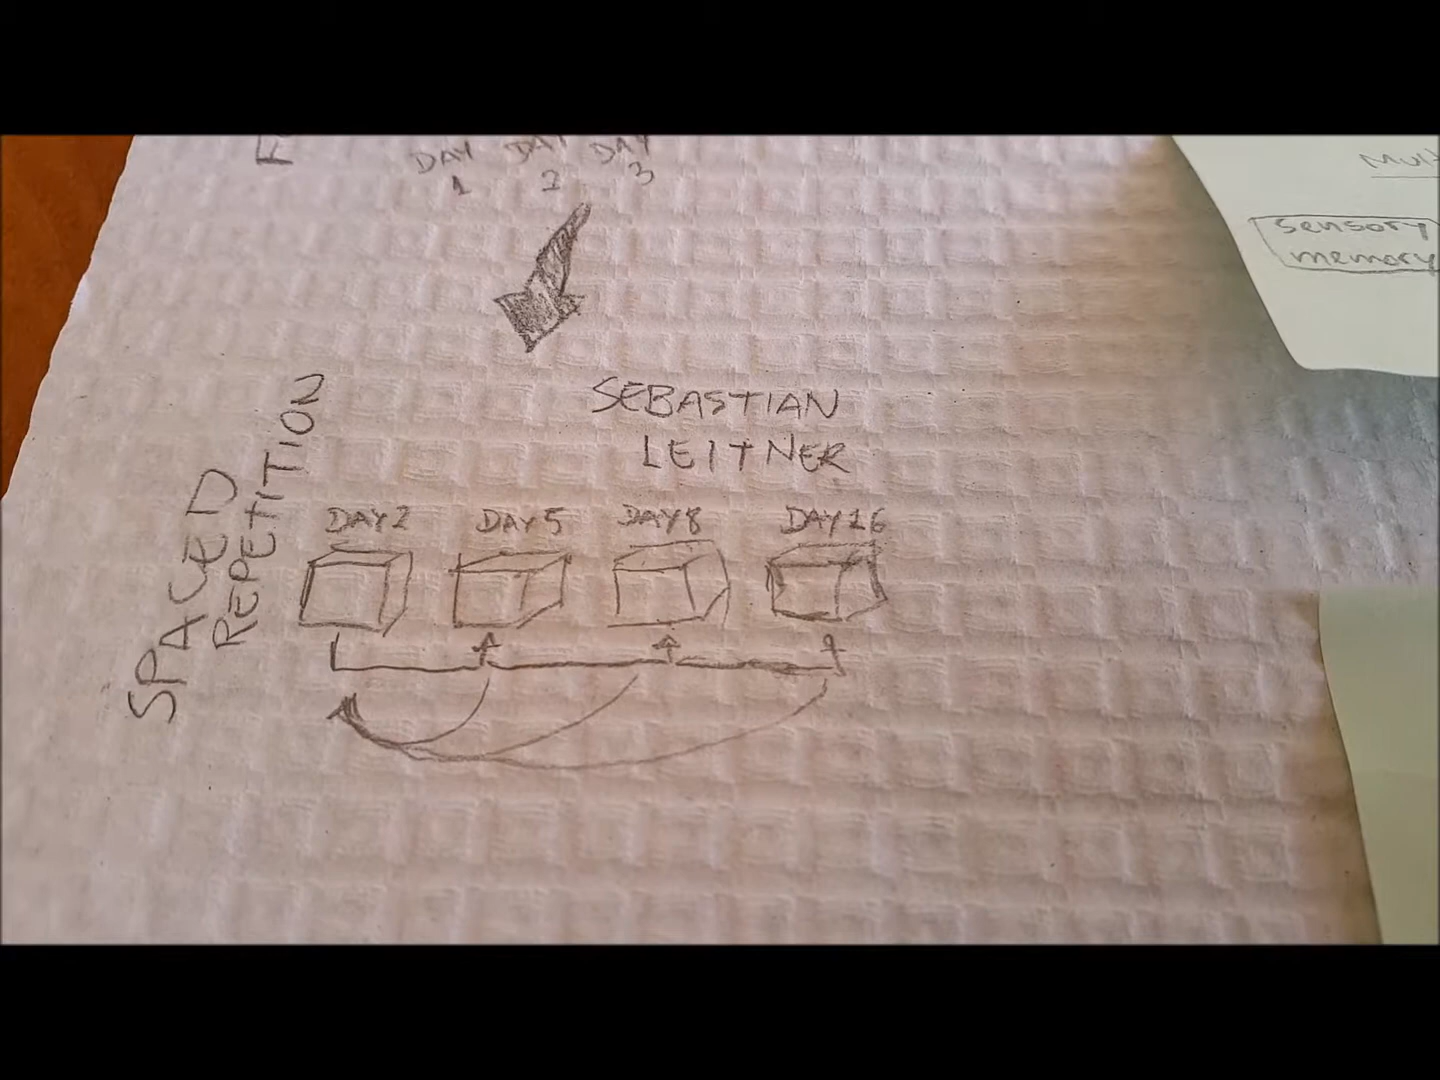 DAY DAY DAY
1 2 3
sensory
memory
SEBASTIAN
LEITNER
SPACED
REPETITION
DAY2 DAY5 DAY8 DAY16